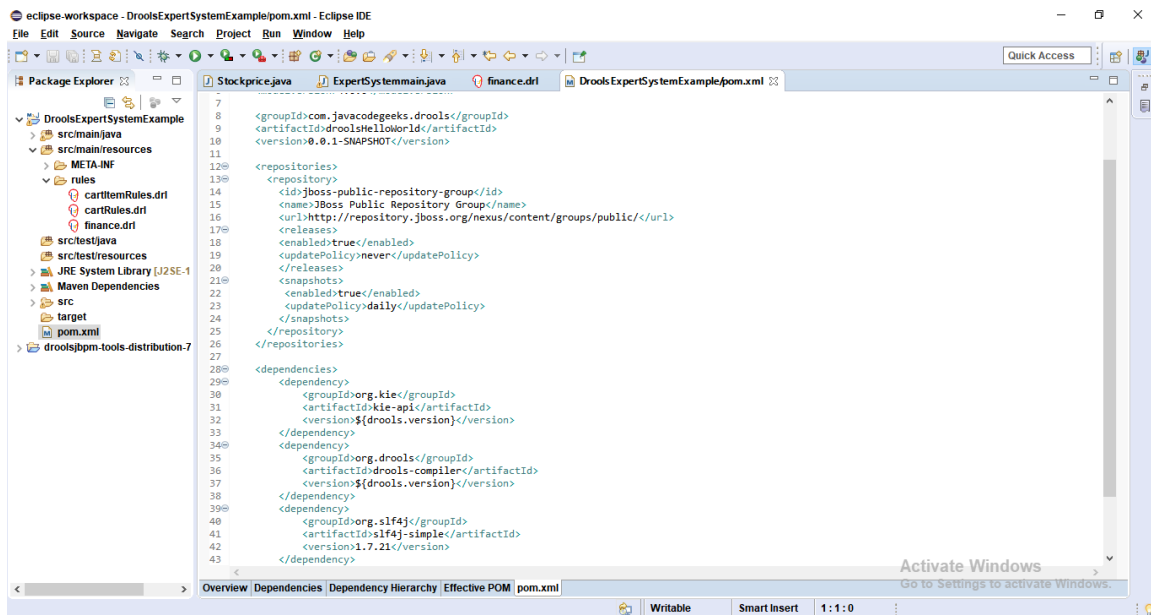 eclipse-workspace - DroolsExpertSystemExample/pom.xml - Eclipse IDE
File Edit Source Navigate Search Project Run Window Help
Quick Access
Package Explorer
Stockprice.java ExpertSystemmain.java finance.drl DroolsExpertSystemExample/pom.xml
DroolsExpertSystemExample
src/main/java
src/main/resources
META-INF
rules
cartItemRules.drl
cartRules.drl
finance.drl
src/test/java
src/test/resources
JRE System Library [J2SE-1
Maven Dependencies
src
target
pom.xml
droolsjbpm-tools-distribution-7
7
8 <groupId>com.javacodegeeks.drools</groupId>
9 <artifactId>droolsHelloWorld</artifactId>
10 <version>0.0.1-SNAPSHOT</version>
11
12 <repositories>
13 <repository>
14 <id>jboss-public-repository-group</id>
15 <name>JBoss Public Repository Group</name>
16 <url>http://repository.jboss.org/nexus/content/groups/public/</url>
17 <releases>
18 <enabled>true</enabled>
19 <updatePolicy>never</updatePolicy>
20 </releases>
21 <snapshots>
22 <enabled>true</enabled>
23 <updatePolicy>daily</updatePolicy>
24 </snapshots>
25 </repository>
26 </repositories>
27
28 <dependencies>
29 <dependency>
30 <groupId>org.kie</groupId>
31 <artifactId>kie-api</artifactId>
32 <version>${drools.version}</version>
33 </dependency>
34 <dependency>
35 <groupId>org.drools</groupId>
36 <artifactId>drools-compiler</artifactId>
37 <version>${drools.version}</version>
38 </dependency>
39 <dependency>
40 <groupId>org.slf4j</groupId>
41 <artifactId>slf4j-simple</artifactId>
42 <version>1.7.21</version>
43 </dependency>
Activate Windows
Go to Settings to activate Windows.
Overview Dependencies Dependency Hierarchy Effective POM pom.xml
Writable Smart Insert 1 : 1 : 0